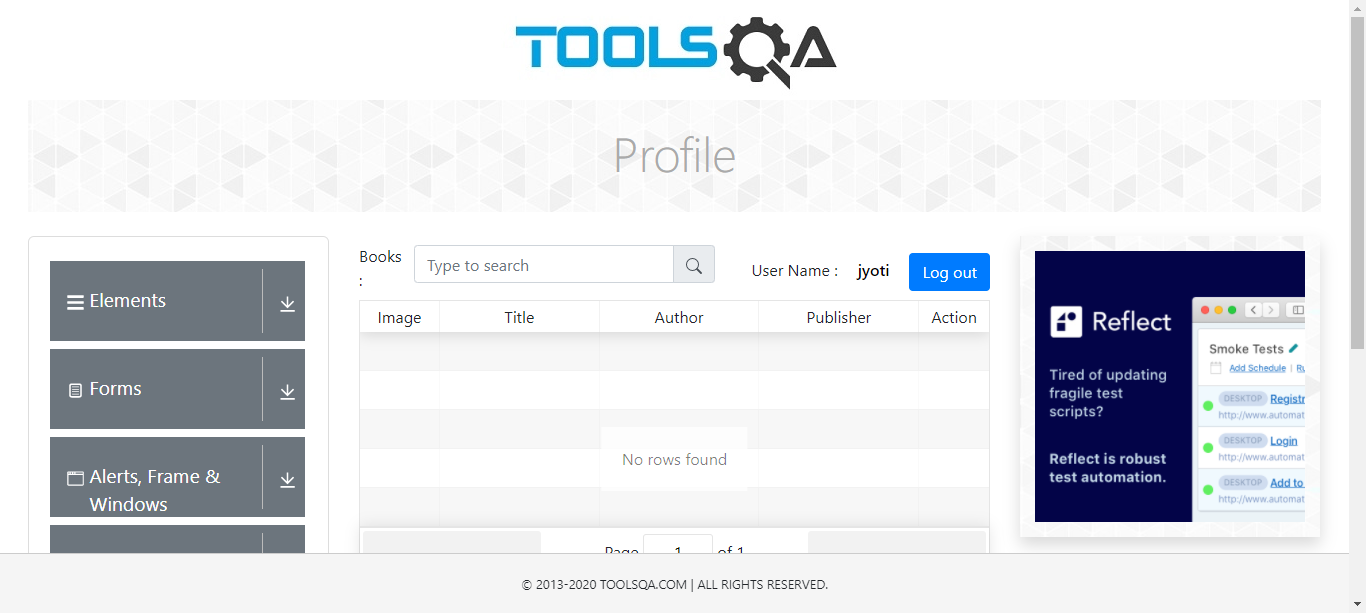 TOOLSQA
Profile
Elements
Forms
Alerts, Frame &
Windows
Books
:
Type to search
User Name :
jyoti
Log out
Image
Title
Author
Publisher
Action
No rows found
Page 1 of 1
Reflect
Tired of updating
fragile test
scripts?
Reflect is robust
test automation.
Smoke Tests
Add Schedule | Ru
DESKTOP Registr
http://www.automat
DESKTOP Login
http://www.automat
DESKTOP Add to
http://www.automat
© 2013-2020 TOOLSQA.COM | ALL RIGHTS RESERVED.